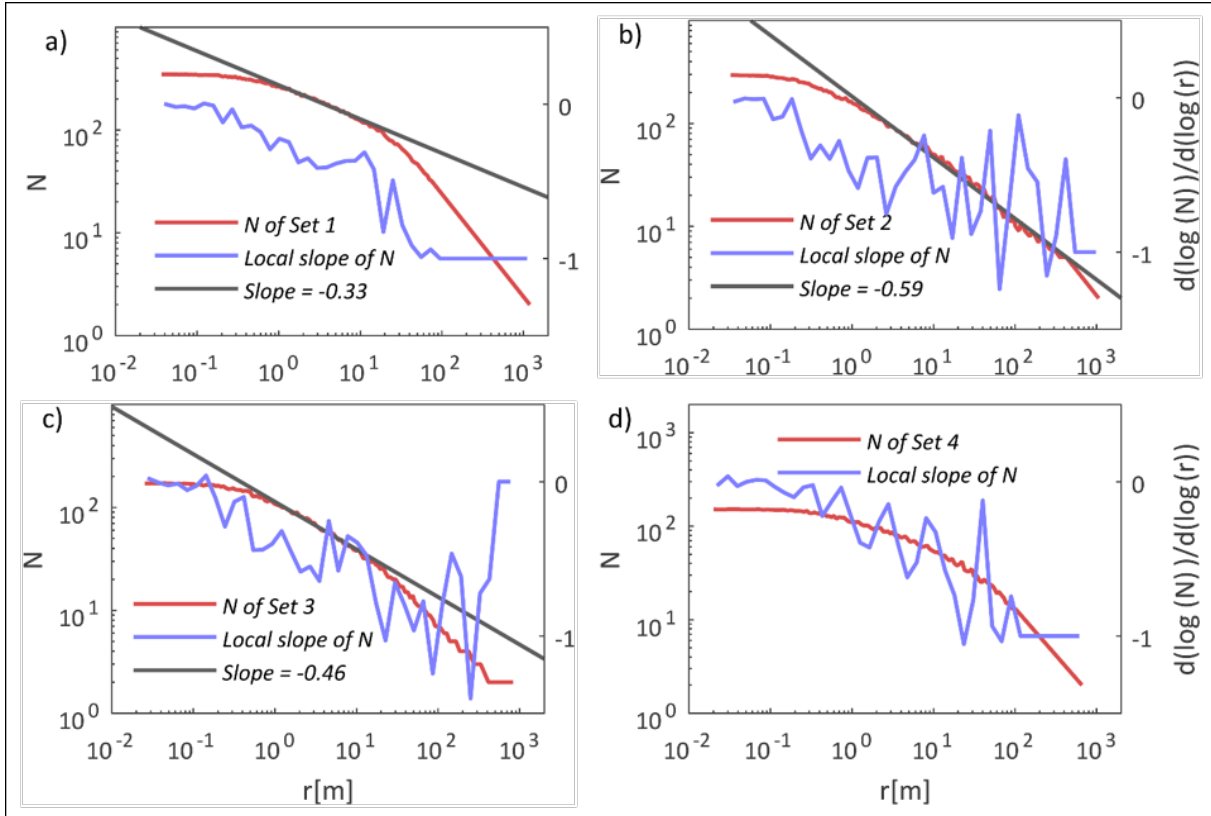 a)
N
10^2
10^1
10^0
0
-1
N of Set 1
Local slope of N
Slope = -0.33
10^-2 10^-1 10^0 10^1 10^2 10^3
b)
N
10^2
10^1
10^0
0
-1
d(log (N) )/d(log (r))
N of Set 2
Local slope of N
Slope = -0.59
10^-2 10^-1 10^0 10^1 10^2 10^3
c)
N
10^2
10^1
10^0
0
-1
N of Set 3
Local slope of N
Slope = -0.46
10^-2 10^-1 10^0 10^1 10^2 10^3
r[m]
d)
N
10^3
10^2
10^1
10^0
0
-1
d(log (N))/d(log (r))
N of Set 4
Local slope of N
10^-2 10^-1 10^0 10^1 10^2 10^3
r[m]